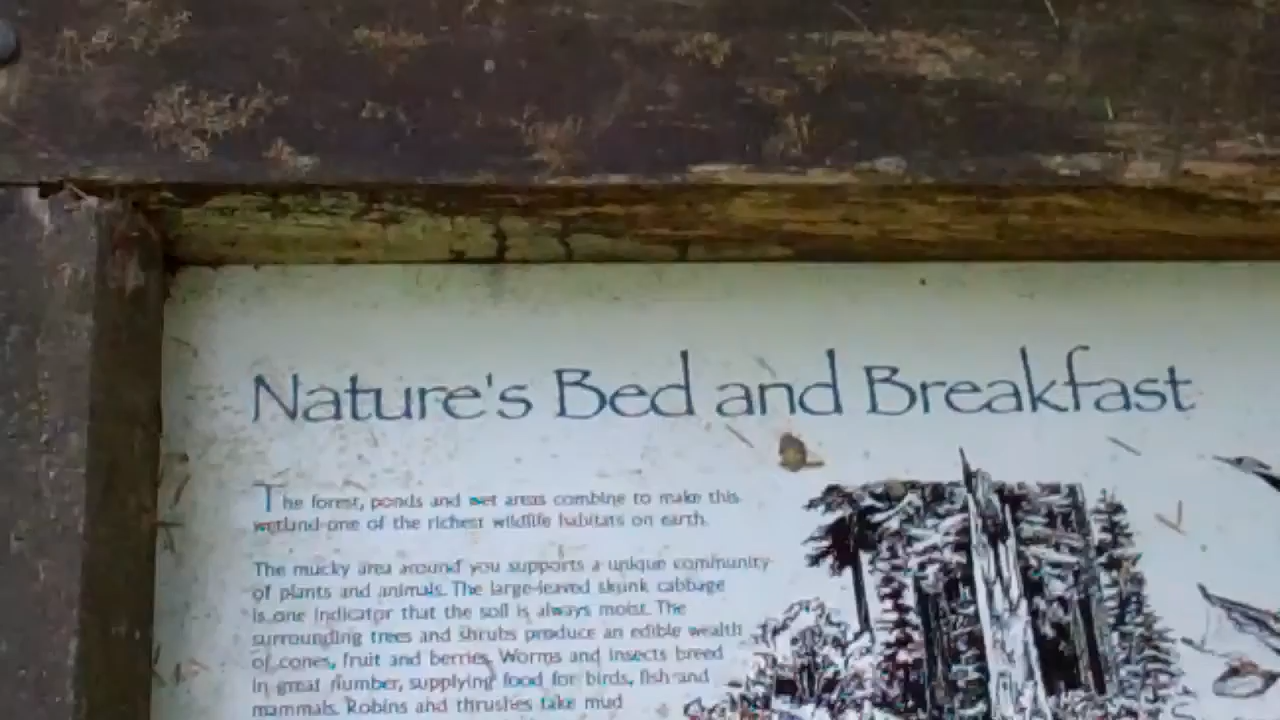 Nature's Bed and Breakfast
The forest, ponds and wet areas combine to make this
wetland one of the richest wildlife habitats on earth.
The mucky area around you supports a unique community
of plants and animals. The large-leaved skunk cabbage
is one indicator that the soil is always moist. The
surrounding trees and shrubs produce an edible wealth
of cones, fruit and berries. Worms and insects breed
in great number, supplying food for birds, fish and
mammals. Robins and thrushes take mud